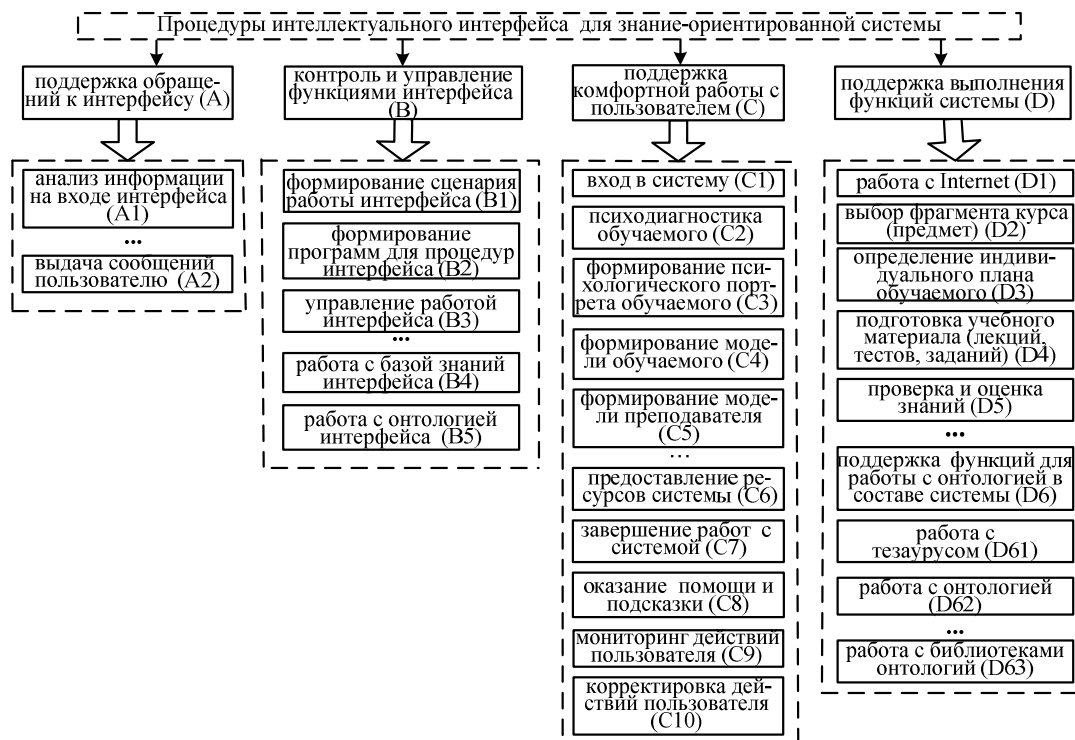 Процедуры интеллектуального интерфейса для знание-ориентированной системы
поддержка обраще-
ний к интерфейсу (A)
контроль и управление
функциями интерфейса
(B)
поддержка
комфортной работы с
пользователем (C)
поддержка выполнения
функций системы (D)
анализ информации
на входе интерфейса
(A1)
...
выдача сообщений
пользователю (A2)
формирование сценария
работы интерфейса (B1)
формирование
программ для процедур
интерфейса (B2)
управление работой
интерфейса (B3)
...
работа с базой знаний
интерфейса (B4)
работа с онтологией
интерфейса (B5)
вход в систему (C1)
психодиагностика
обучаемого (C2)
формирование пси-
хологического порт-
рета обучаемого (C3)
формирование моде-
ли обучаемого (C4)
формирование моде-
ли преподавателя
(C5)
...
предоставление ре-
сурсов системы (C6)
завершение работ с
системой (C7)
оказание помощи и
подсказки (C8)
мониторинг действий
пользователя (C9)
корректировка дей-
ствий пользователя
(C10)
работа с Internet (D1)
выбор фрагмента курса
(предмет) (D2)
определение индиви-
дуального плана
обучаемого (D3)
подготовка учебного
материала (лекций,
тестов, заданий) (D4)
проверка и оценка
знаний (D5)
...
поддержка функций для
работы с онтологией в
составе системы (D6)
работа с
тезаурусом (D61)
работа с онтологией
(D62)
...
работа с библиотеками
онтологий (D63)